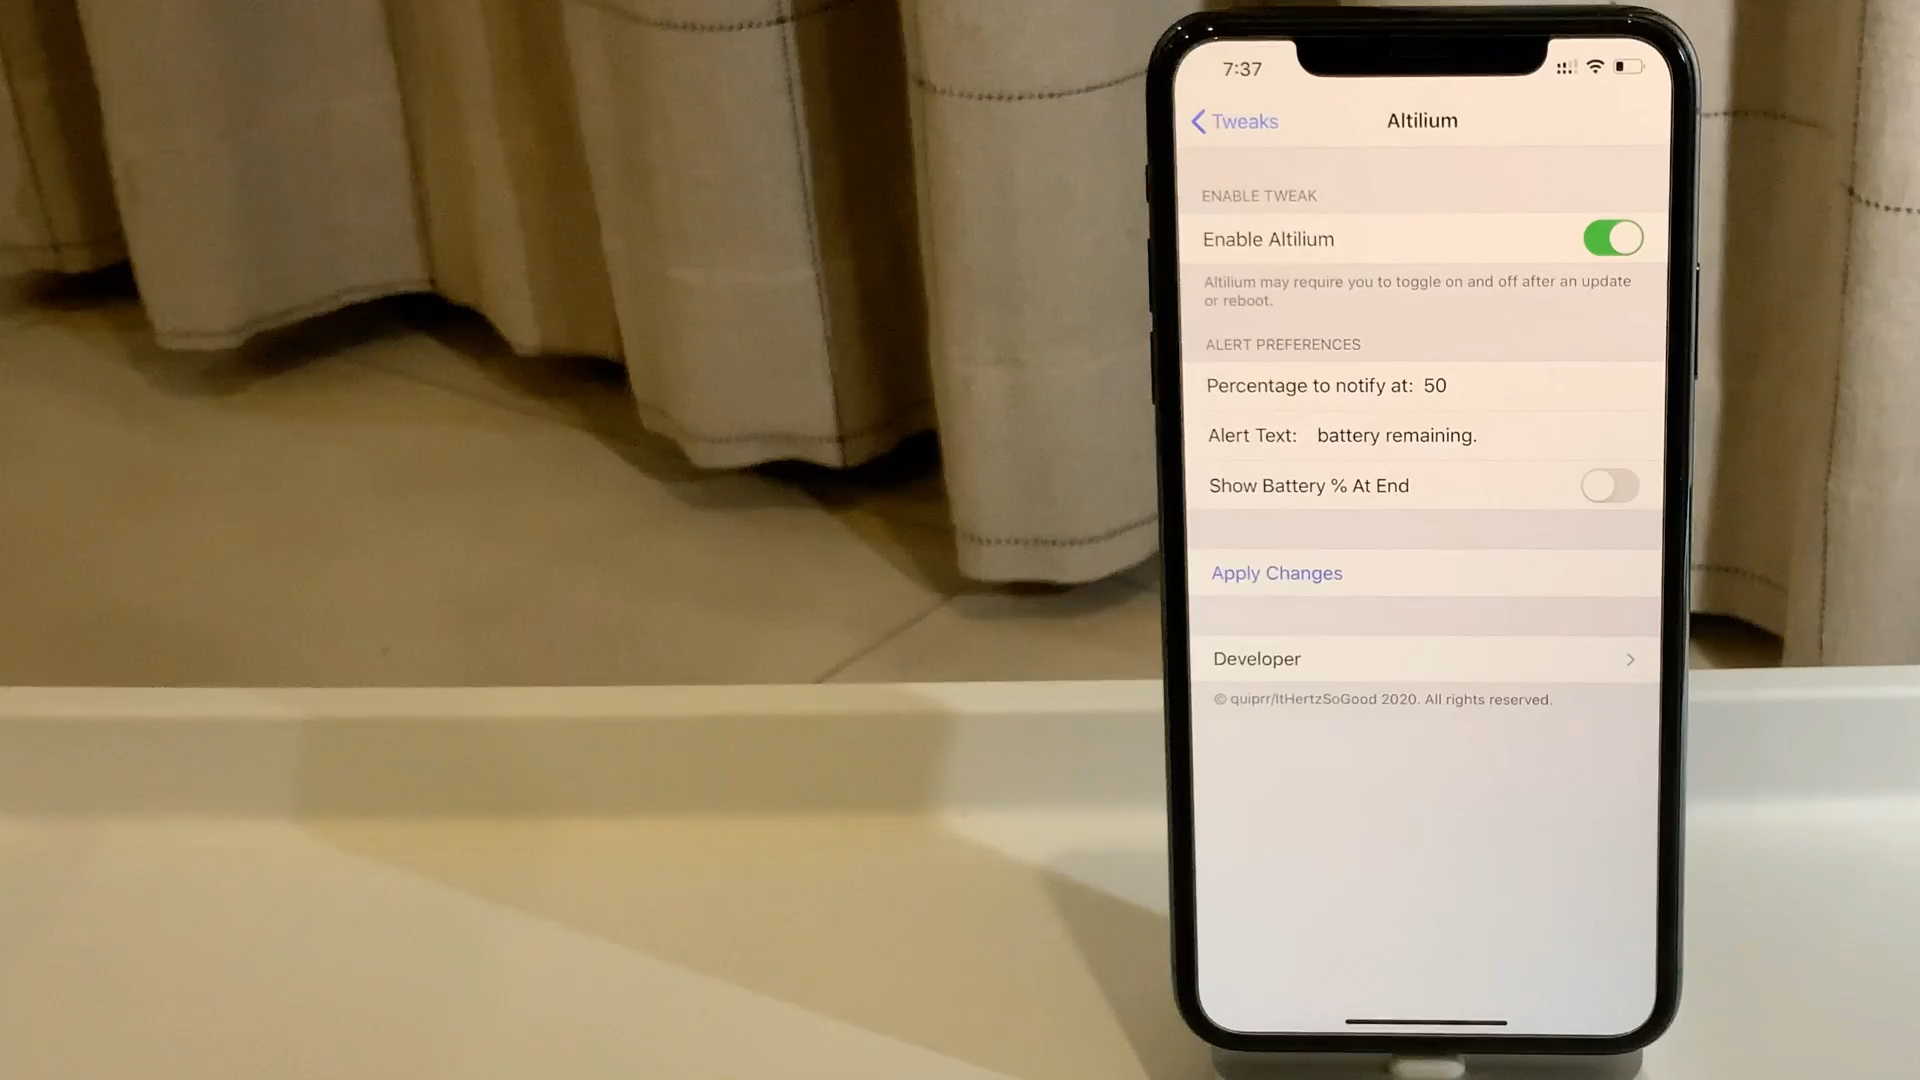 7:37
Tweaks
Altilium
ENABLE TWEAK
Enable Altilium
Altilium may require you to toggle on and off after an update
or reboot.
ALERT PREFERENCES
Percentage to notify at: 50
Alert Text: battery remaining.
Show Battery % At End
Apply Changes
Developer
© quiprr/ItHertzSoGood 2020. All rights reserved.